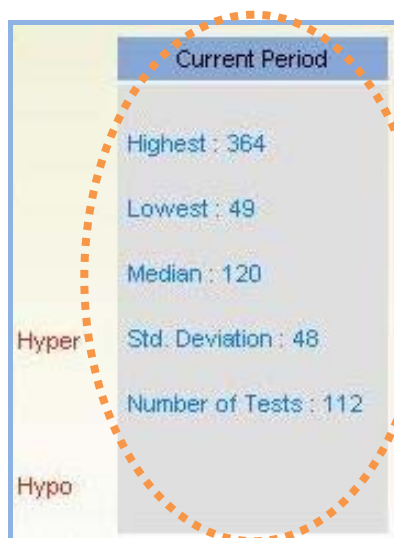 Current Period
Highest : 364
Lowest : 49
Median : 120
Hyper
Std. Deviation : 48
Number of Tests : 112
Hypo